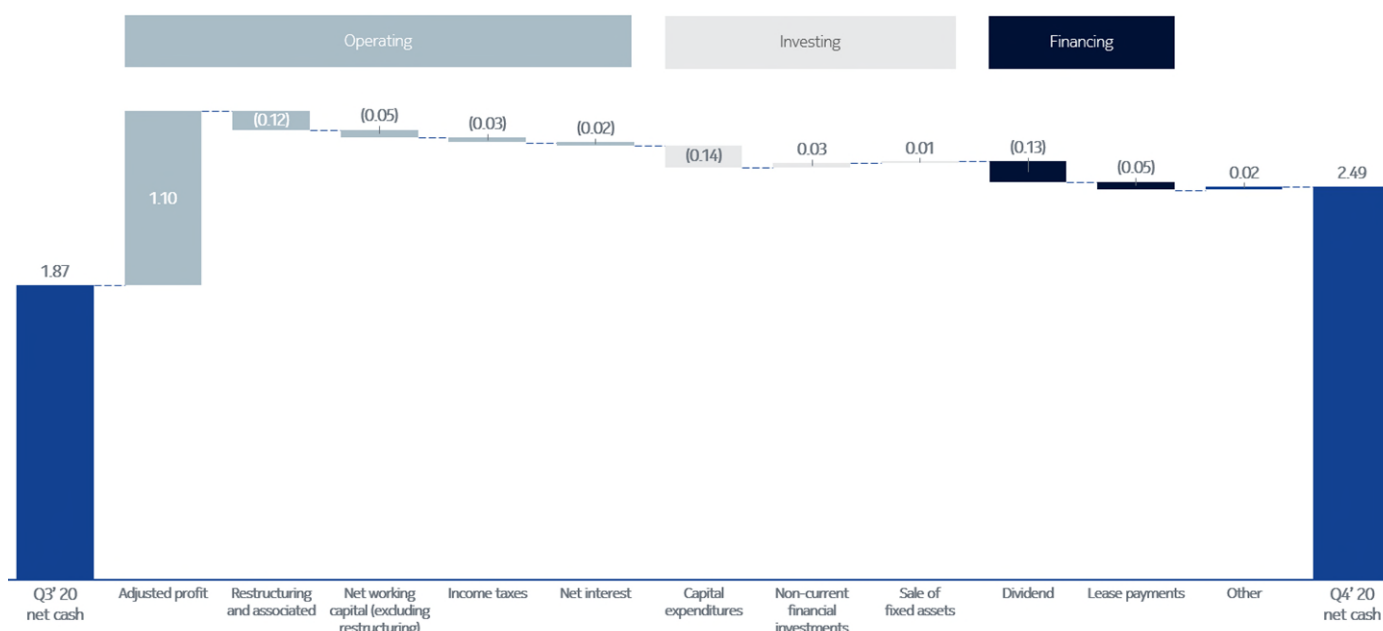 Operating
Investing
Financing
1.87
1.10
(0.12)
(0.05)
(0.03)
(0.02)
(0.14)
0.03
0.01
(0.13)
(0.05)
0.02
2.49
Q3' 20
net cash
Adjusted profit
Restructuring
and associated
Net working
capital (excluding
restructuring)
Income taxes
Net interest
Capital
expenditures
Non-current
financial
investments
Sale of
fixed assets
Dividend
Lease payments
Other
Q4' 20
net cash